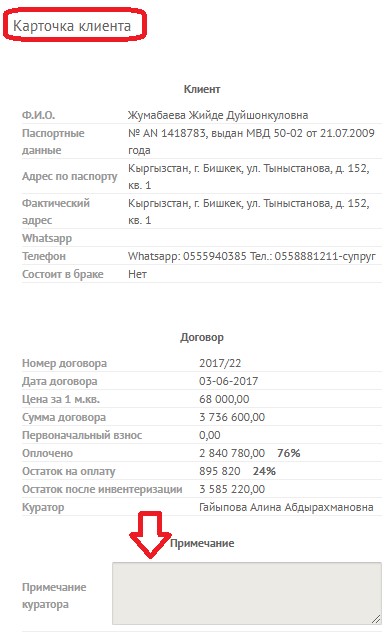 Карточка клиента
Клиент
Ф.И.О. Жумабаева Жийде Дуйшонкуловна
Паспортные № AN 1418783, выдан МВД 50-02 от 21.07.2009
данные года
Адрес по паспорту Кыргызстан, г. Бишкек, ул. Тыныстанова, д. 152,
кв. 1
Фактический Кыргызстан, г. Бишкек, ул. Тыныстанова, д. 152,
адрес кв. 1
Whatsapp
Телефон Whatsapp: 0555940385 Тел.: 0558881211-супруг
Состоит в браке Нет
Договор
Номер договора 2017/22
Дата договора 03-06-2017
Цена за 1 м.кв. 68 000,00
Сумма договора 3 736 600,00
Первоначальный взнос 0,00
Оплочено 2 840 780,00 76%
Остаток на оплату 895 820 24%
Остаток после инвентеризации 3 585 220,00
Куратор Гайыпова Алина Абдырахмановна
Примечание
Примечание
куратора